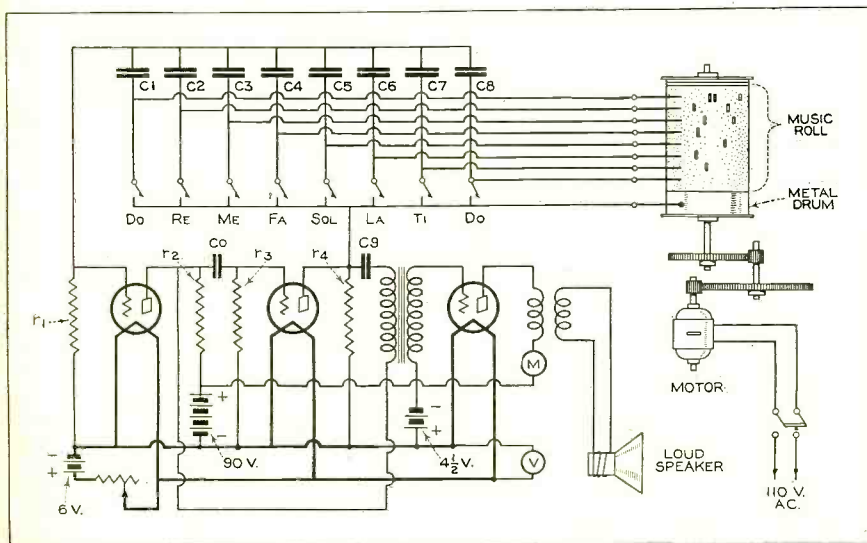 C1 C2 C3 C4 C5 C6 C7 C8
MUSIC ROLL
METAL DRUM
DO RE ME FA SOL LA TI DO
r2 C0 r3 r4 C9
r1
M
MOTOR
- + + - - +
6 V. 90 V. 4½ V. V
LOUD SPEAKER
110 V. A.C.